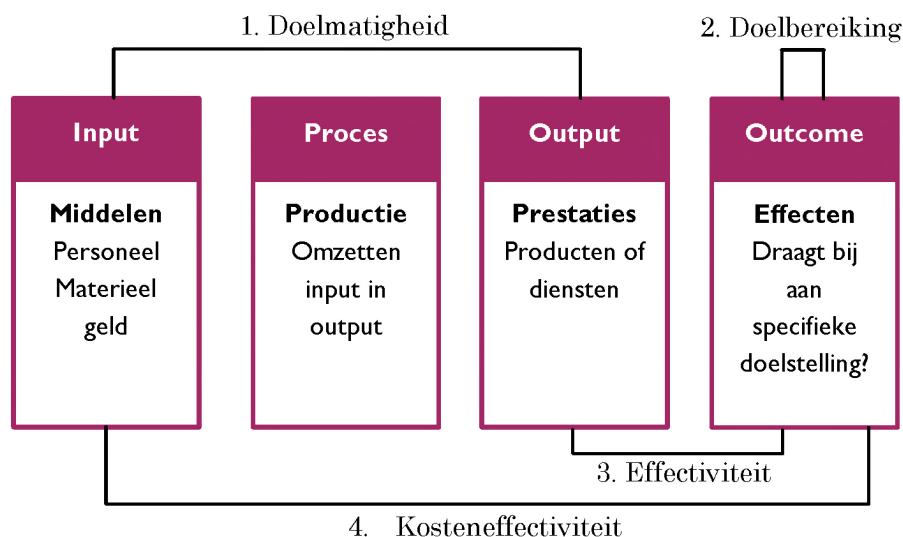 1. Doelmatigheid
2. Doelbereiking
Input
Middelen
Personeel
Materieel
geld
Proces
Productie
Omzetten
input in
output
Output
Prestaties
Producten of
diensten
Outcome
Effecten
Draagt bij
aan
specifieke
doelstelling?
3. Effectiviteit
4. Kosteneffectiviteit